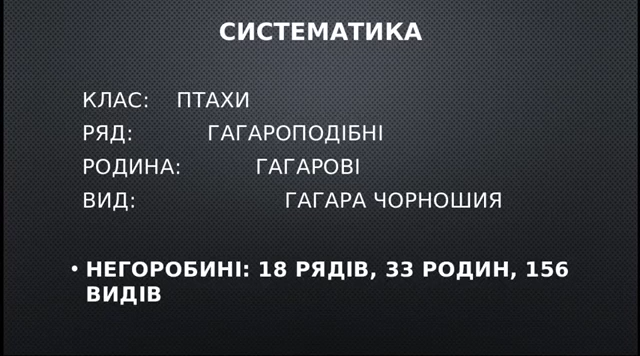 СИСТЕМАТИКА
КЛАС: ПТАХИ
РЯД: ГАГАРОПОДІБНІ
РОДИНА: ГАГАРОВІ
ВИД: ГАГАРА ЧОРНОШИЯ
• НЕГОРОБИНІ: 18 РЯДІВ, 33 РОДИН, 156
ВИДІВ